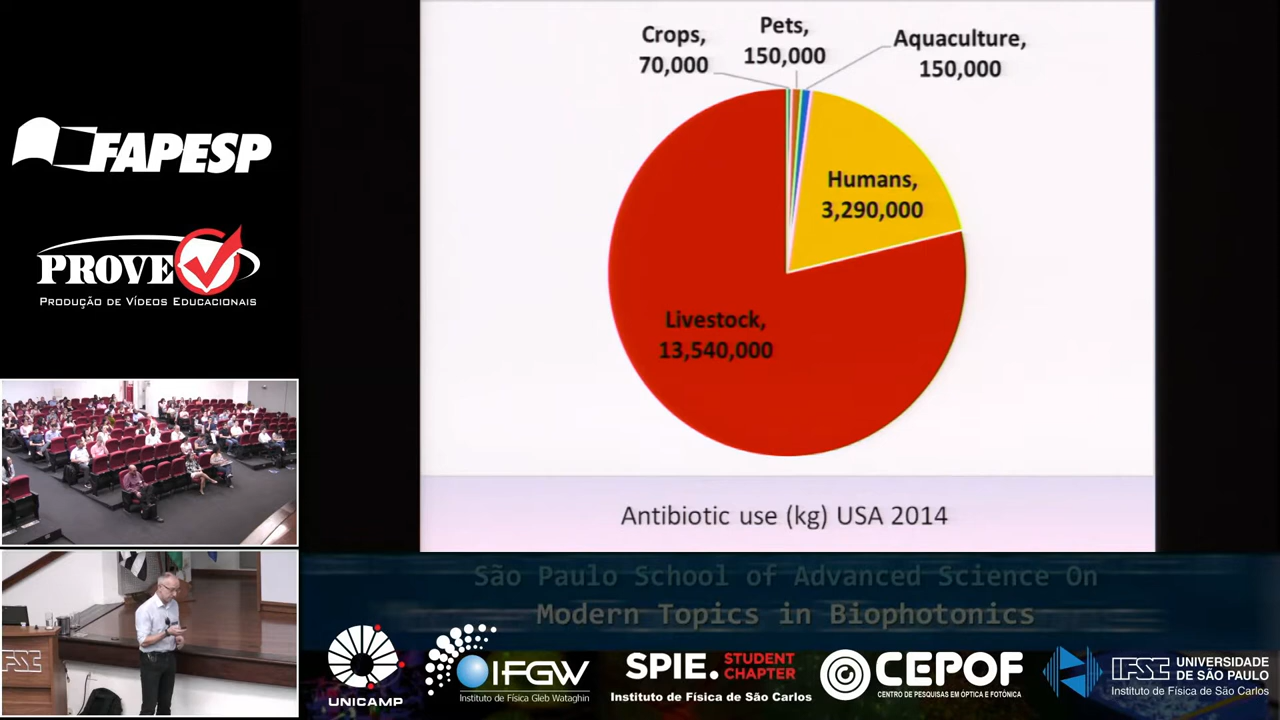 FAPESP
PROVE
PRODUÇÃO DE VÍDEOS EDUCACIONAIS
Crops,
70,000
Pets,
150,000
Aquaculture,
150,000
Humans,
3,290,000
Livestock,
13,540,000
Antibiotic use (kg) USA 2014
IFSC
São Paulo School of Advanced Science On
Modern Topics in Biophotonics
UNICAMP
IFGW
Instituto de Física Gleb Wataghin
SPIE. STUDENT
CHAPTER
Instituto de Física de São Carlos
CEPOF
CENTRO DE PESQUISAS EM ÓPTICA E FOTÔNICA
IFSC UNIVERSIDADE
DE SÃO PAULO
Instituto de Física de São Carlos